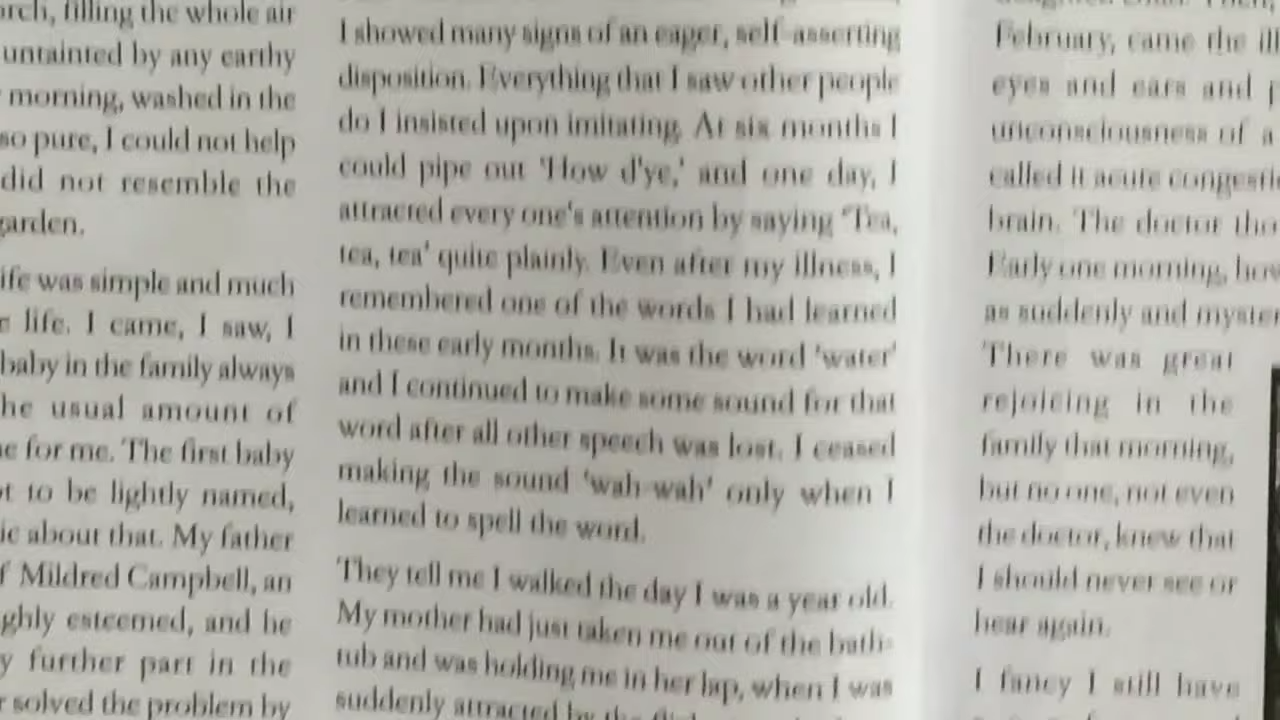 filling the whole air
untainted by any earthy
morning, washed in the
so pure, I could not help
did not resemble the
garden.
life was simple and much
life. I came, I saw, I
baby in the family always
the usual amount of
for me. The first baby
to be lightly named,
about that. My father
Mildred Campbell, an
esteemed, and he
further part in the
solved the problem by
I showed many signs of an eager, self-asserting
disposition. Everything that I saw other people
do I insisted upon imitating. At six months I
could pipe out 'How d'ye,' and one day, I
attracted every one's attention by saying 'Tea,
tea, tea' quite plainly. Even after my illness, I
remembered one of the words I had learned
in these early months. It was the word 'water'
and I continued to make some sound for that
word after all other speech was lost. I ceased
making the sound 'wah-wah' only when I
learned to spell the word.
They tell me I walked the day I was a year old.
My mother had just taken me out of the bath-
tub and was holding me in her lap, when I was
suddenly attracted by the
February, came the
eyes and ears and
unconsciousness of a
called it acute
brain. The doctor
Early one morning,
as suddenly and
There was great
rejoicing in the
family that morning,
but no one, not even
the doctor, knew that
I should never see or
hear again.
I fancy I still have